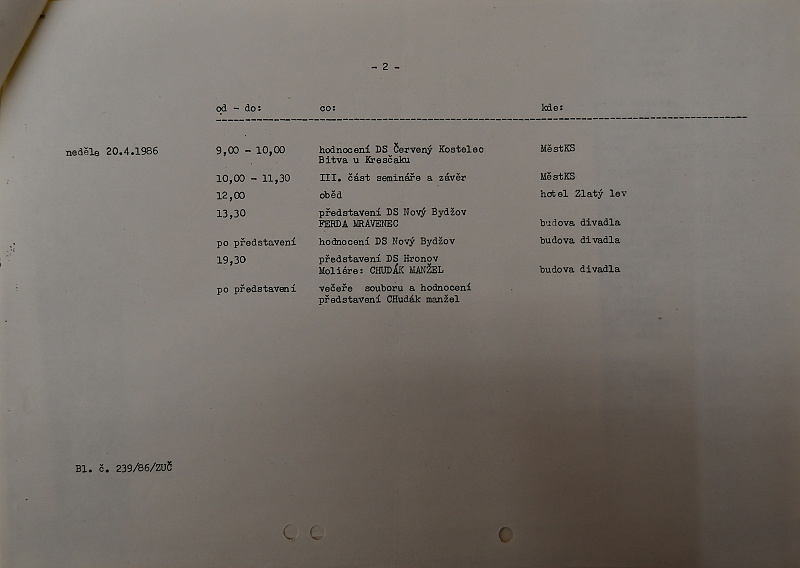 - 2 -
od - do: co: kde:
neděle 20.4.1986 9,00 - 10,00 hodnocení DS Červený Kostelec MěstKS
Bitva u Kresčaku
10,00 - 11,30 III. část semináře a závěr MěstKS
12,00 oběd hotel Zlatý lev
13,30 představení DS Nový Bydžov
FERDA MRAVENEC budova divadla
po představení hodnocení DS Nový Bydžov budova divadla
19,30 představení DS Hronov
Moliére: CHUDÁK MANŽEL budova divadla
po představení večeře souboru a hodnocení
představení CHudák manžel
Bl. č. 239/86/ZUČ